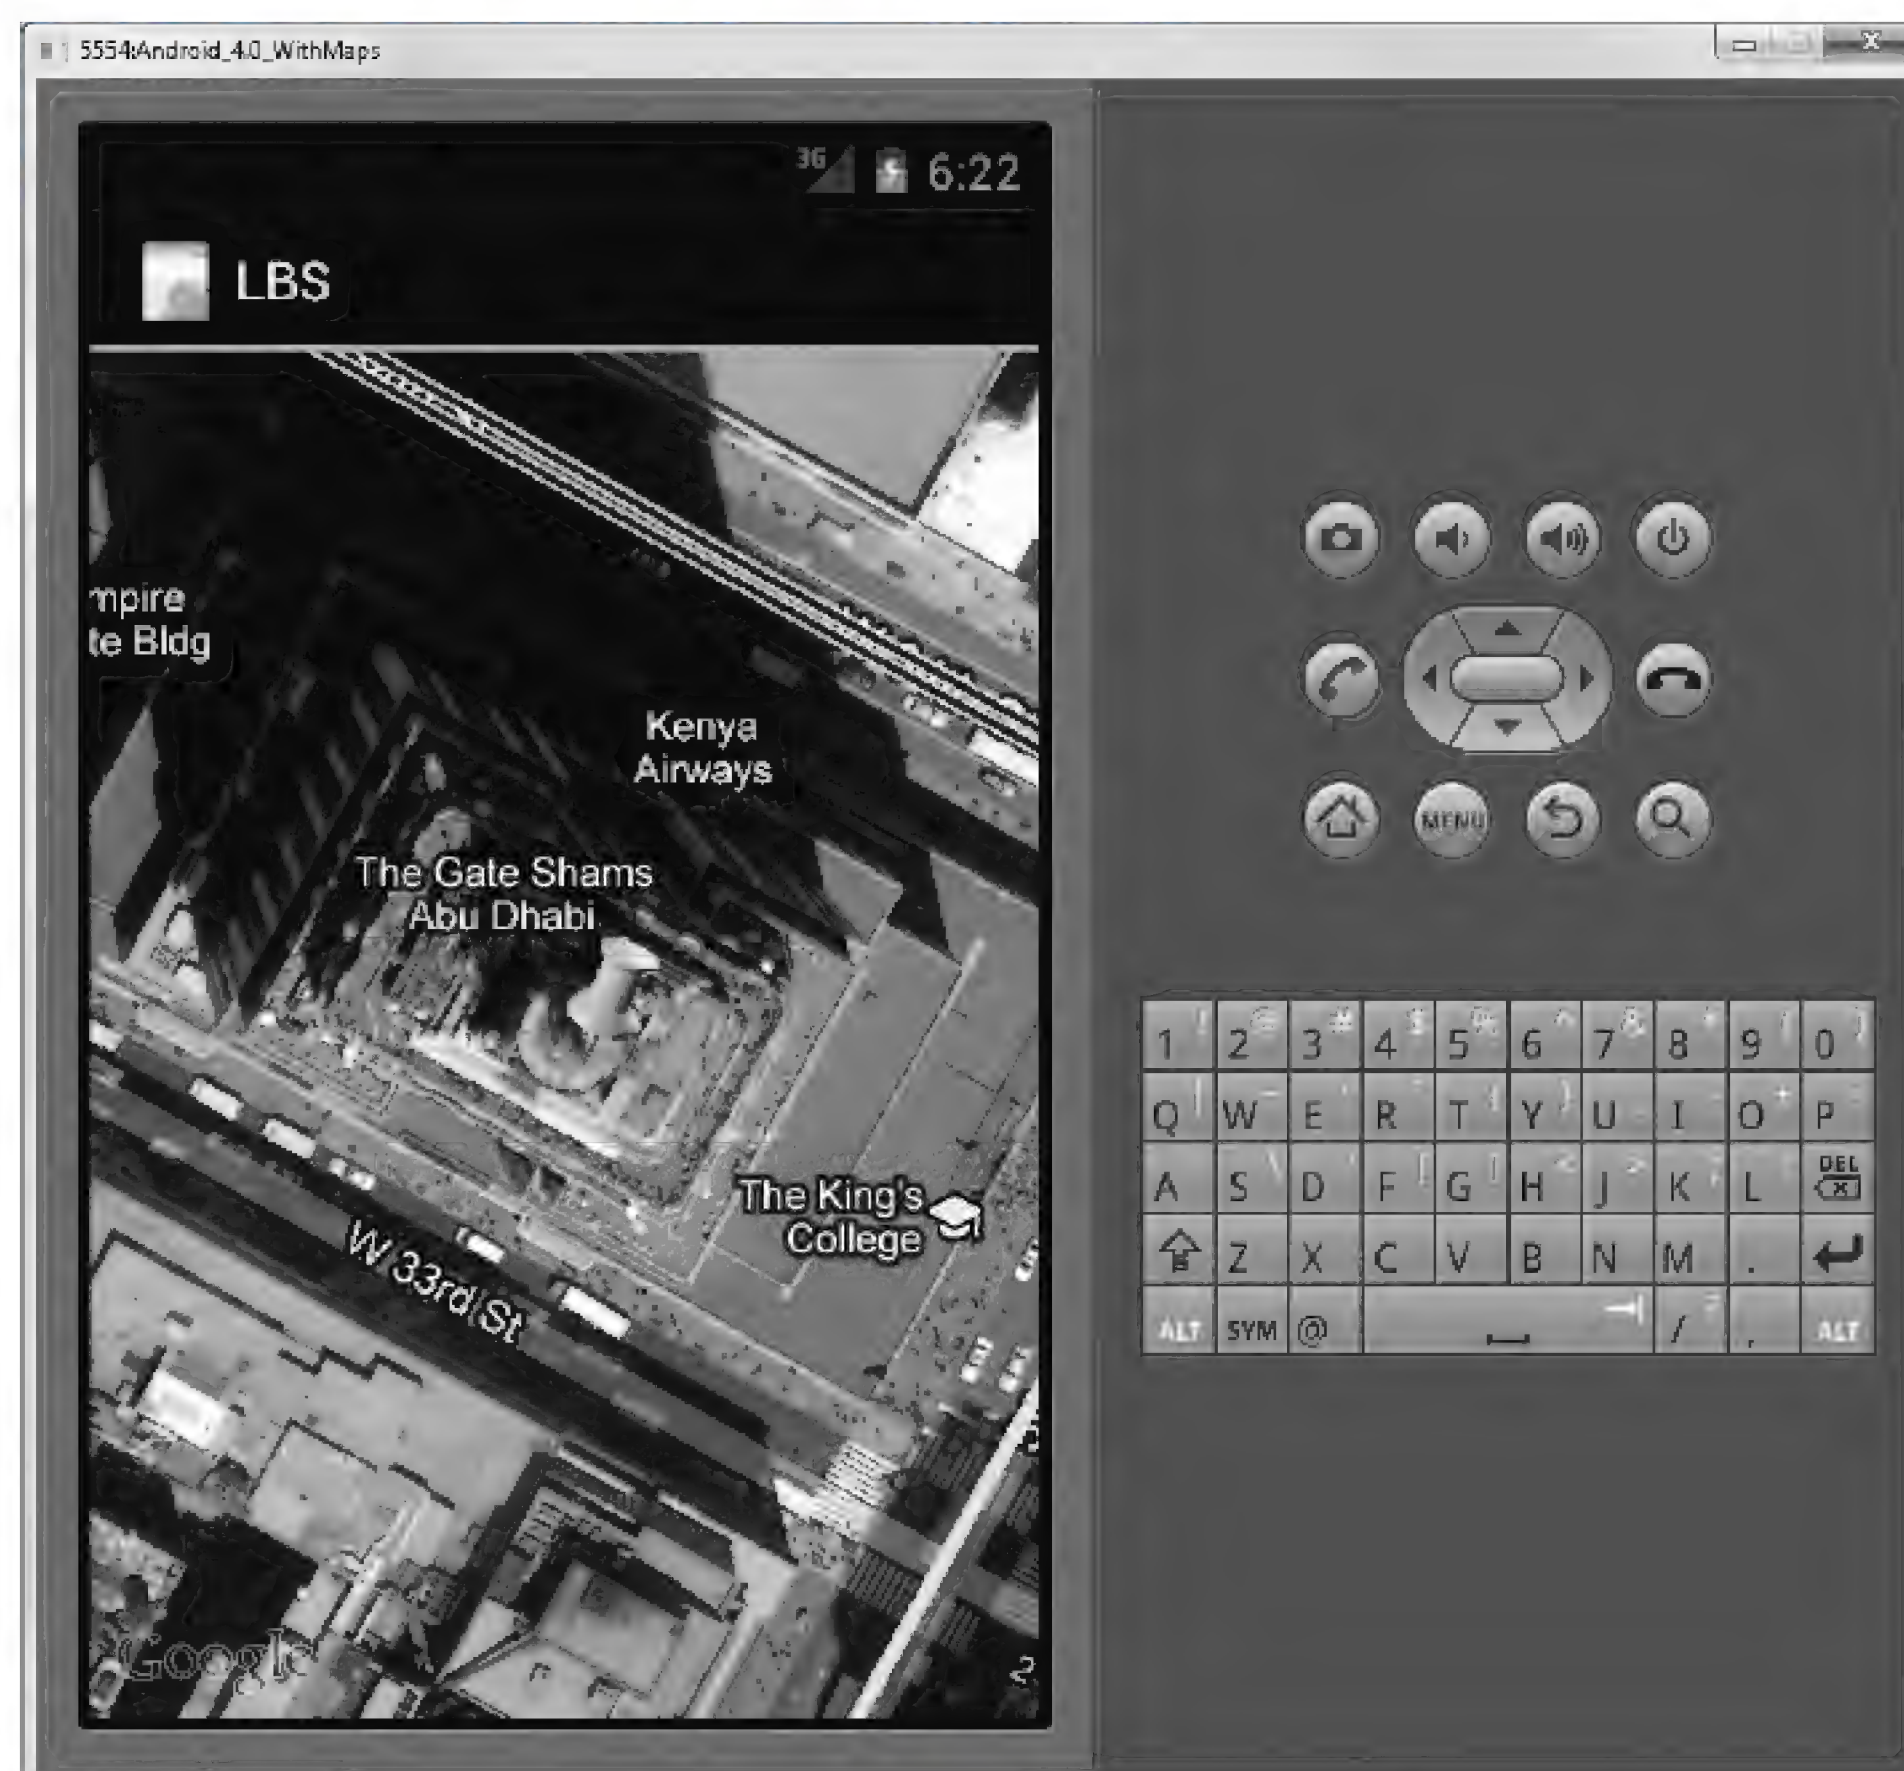 5554:Android_4.0_WithMaps
3G 6:22
LBS
mpire
te Bldg
Kenya
Airways
The Gate Shams
Abu Dhabi
The King's
College
W 33rd St
Google
2
MENU
1 2 3 4 5 6 7 8 9 0
Q W E R T Y U I O P
A S D F G H J K L DEL
Z X C V B N M .
ALT SYM @ / , ALT